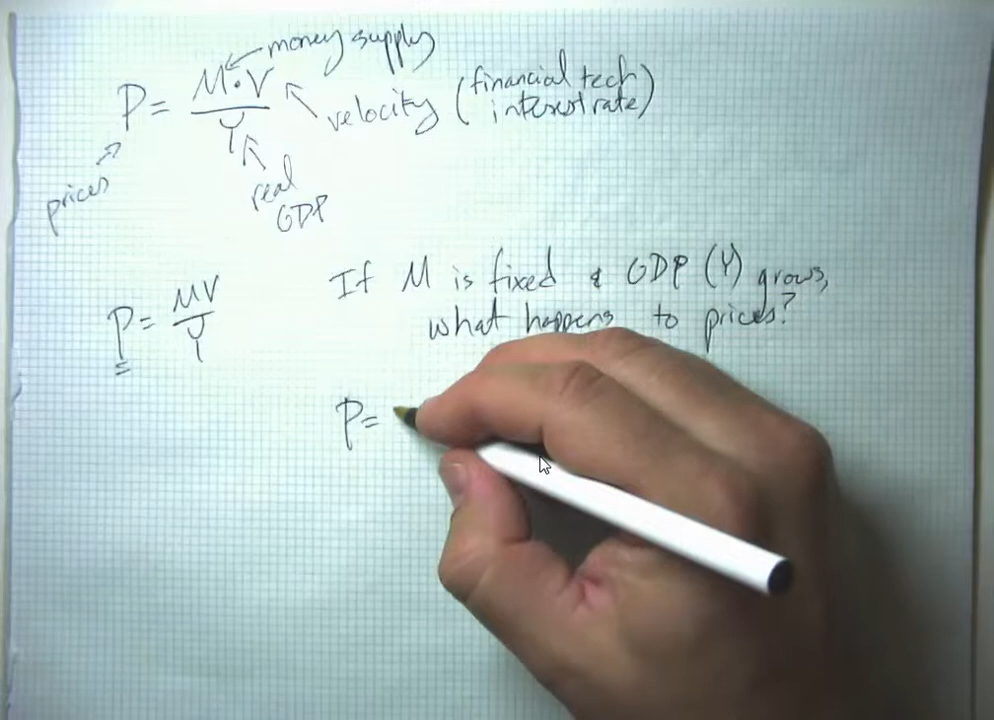 money supply
P = M·V / Y
velocity (financial tech
interest rate)
prices
real
GDP
P = MV / Y
If M is fixed & GDP (Y) grows,
what happens to prices?
P =